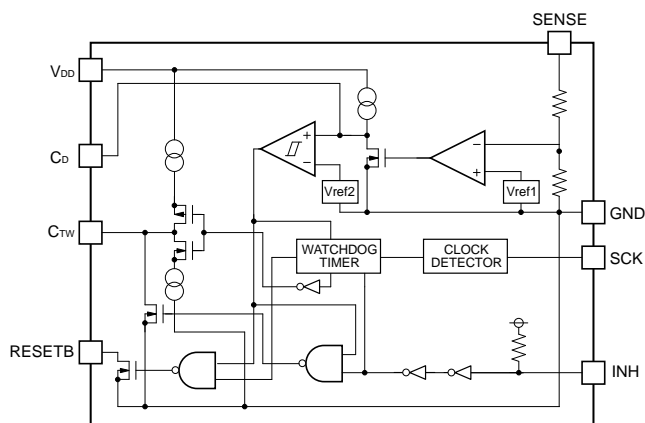 SENSE
VDD
CD
CTW
RESETB
GND
SCK
INH
+
−
Vref2
−
+
Vref1
WATCHDOG
TIMER
CLOCK
DETECTOR